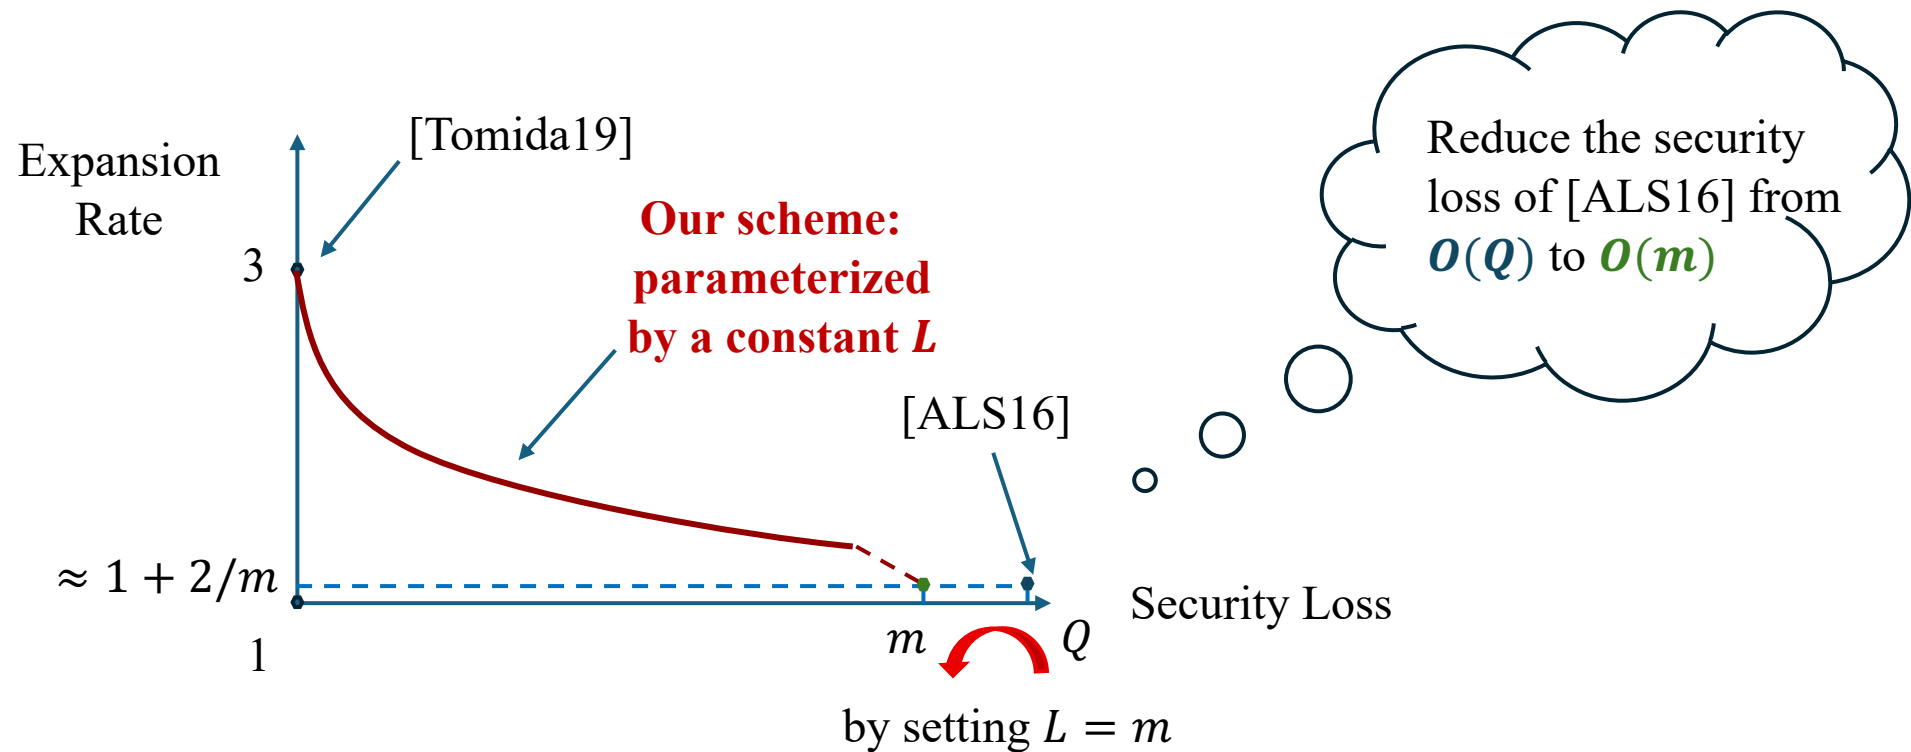 [Tomida19]
Expansion
Rate
Reduce the security
loss of [ALS16] from
O(Q) to O(m)
Our scheme:
parameterized
by a constant L
3
[ALS16]
≈ 1 + 2/m
Security Loss
1
m
Q
by setting L = m